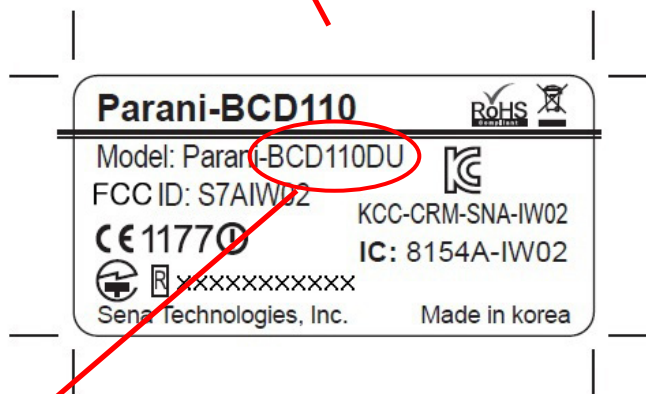 Parani-BCD110
RoHS
Compliant
Model: Parani-BCD110DU
FCC ID: S7AIW02
KCC-CRM-SNA-IW02
CE1177
IC: 8154A-IW02
R xxxxxxxxxxx
Sena Technologies, Inc. Made in korea